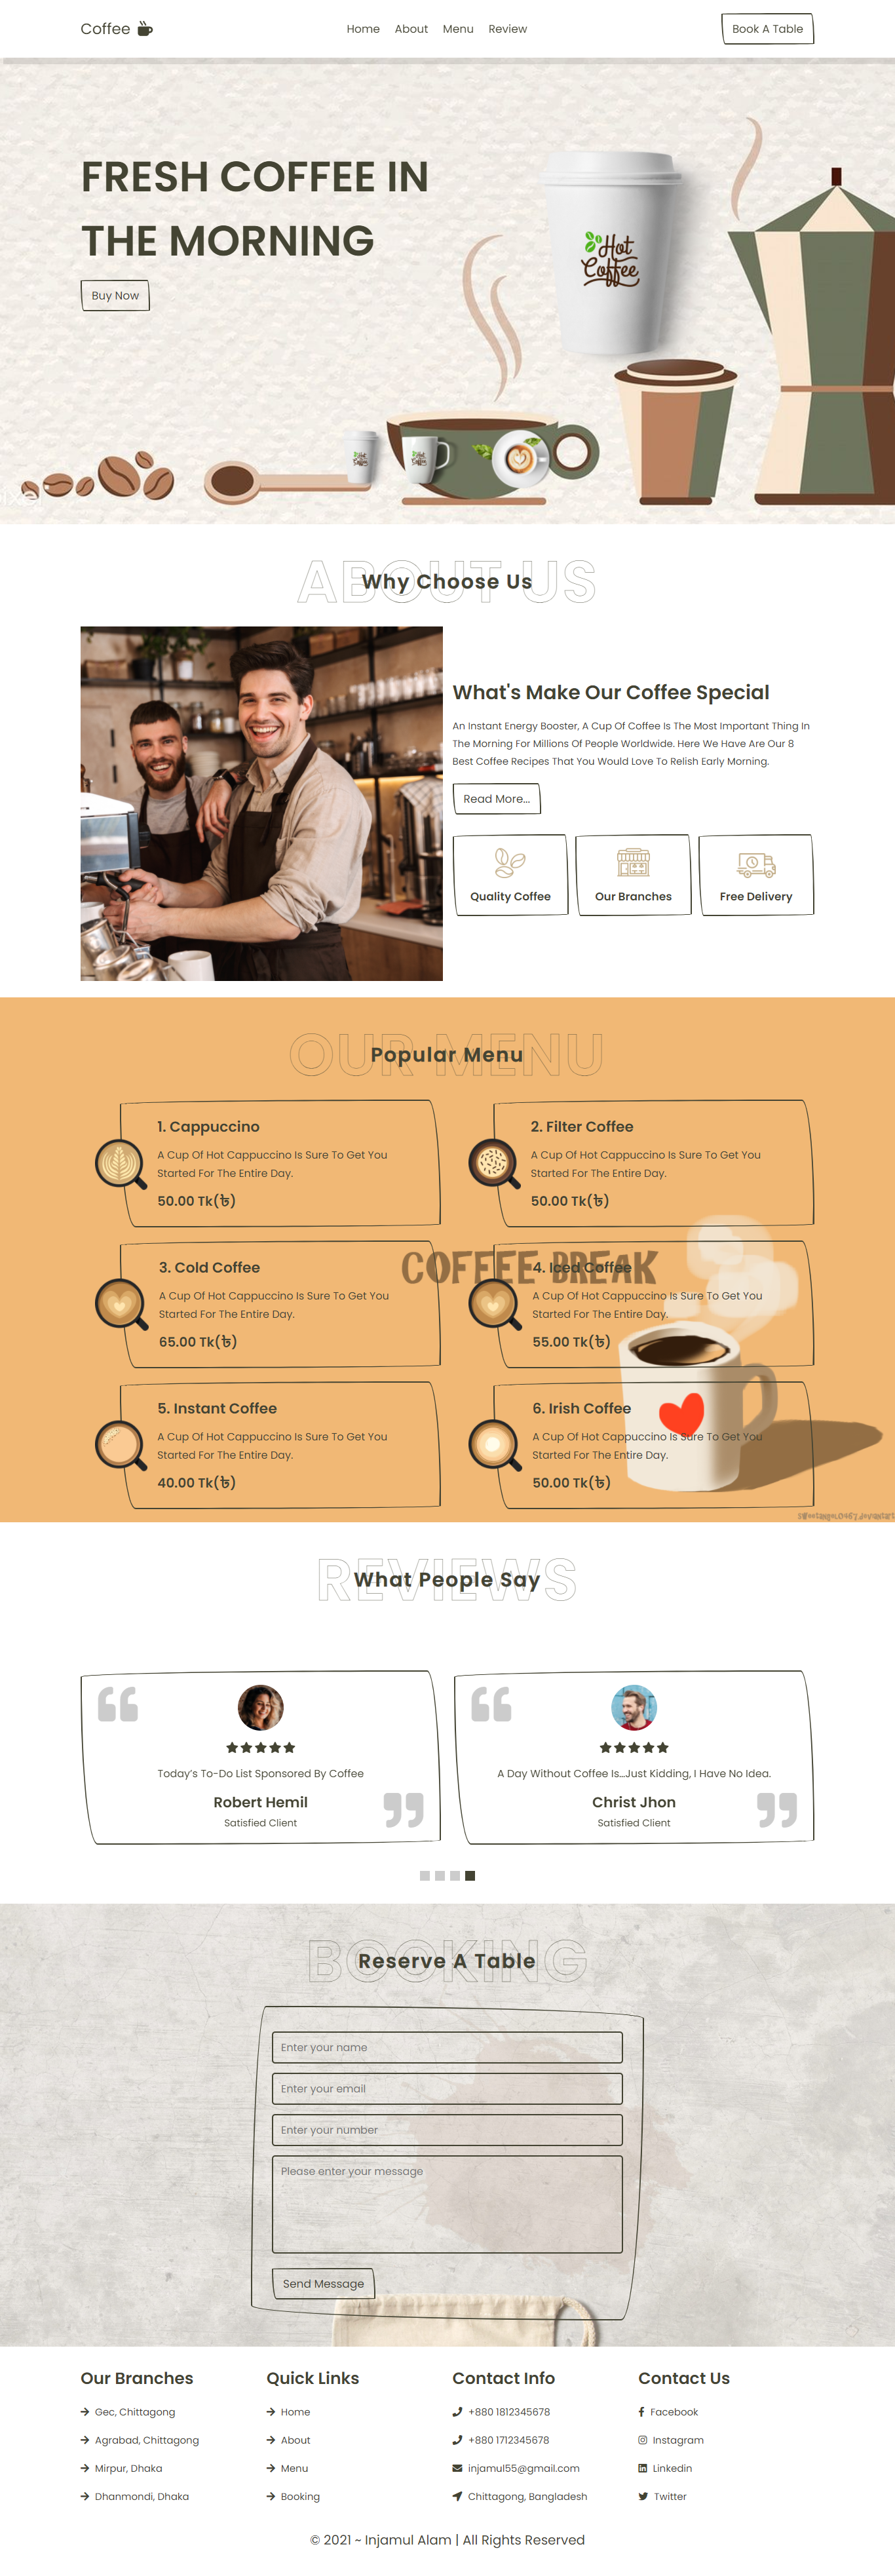 Coffee
Home About Menu Review
Book A Table
FRESH COFFEE IN
THE MORNING
Buy Now
Hot
Coffee
ABOUT US
Why Choose Us
What's Make Our Coffee Special
An Instant Energy Booster, A Cup Of Coffee Is The Most Important Thing In
The Morning For Millions Of People Worldwide. Here We Have Are Our 8
Best Coffee Recipes That You Would Love To Relish Early Morning.
Read More...
Quality Coffee
Our Branches
Free Delivery
OUR MENU
Popular Menu
1. Cappuccino
A Cup Of Hot Cappuccino Is Sure To Get You
Started For The Entire Day.
50.00 Tk(৳)
2. Filter Coffee
A Cup Of Hot Cappuccino Is Sure To Get You
Started For The Entire Day.
50.00 Tk(৳)
COFFEE BREAK
3. Cold Coffee
A Cup Of Hot Cappuccino Is Sure To Get You
Started For The Entire Day.
65.00 Tk(৳)
4. Iced Coffee
A Cup Of Hot Cappuccino Is Sure To Get You
Started For The Entire Day.
55.00 Tk(৳)
5. Instant Coffee
A Cup Of Hot Cappuccino Is Sure To Get You
Started For The Entire Day.
40.00 Tk(৳)
6. Irish Coffee
A Cup Of Hot Cappuccino Is Sure To Get You
Started For The Entire Day.
50.00 Tk(৳)
REVIEWS
What People Say
Today's To-Do List Sponsored By Coffee
Robert Hemil
Satisfied Client
A Day Without Coffee Is...Just Kidding, I Have No Idea.
Christ Jhon
Satisfied Client
BOOKING
Reserve A Table
Enter your name
Enter your email
Enter your number
Please enter your message
Send Message
Our Branches
Gec, Chittagong
Agrabad, Chittagong
Mirpur, Dhaka
Dhanmondi, Dhaka
Quick Links
Home
About
Menu
Booking
Contact Info
+880 1812345678
+880 1712345678
injamul55@gmail.com
Chittagong, Bangladesh
Contact Us
Facebook
Instagram
Linkedin
Twitter
© 2021 ~ Injamul Alam | All Rights Reserved